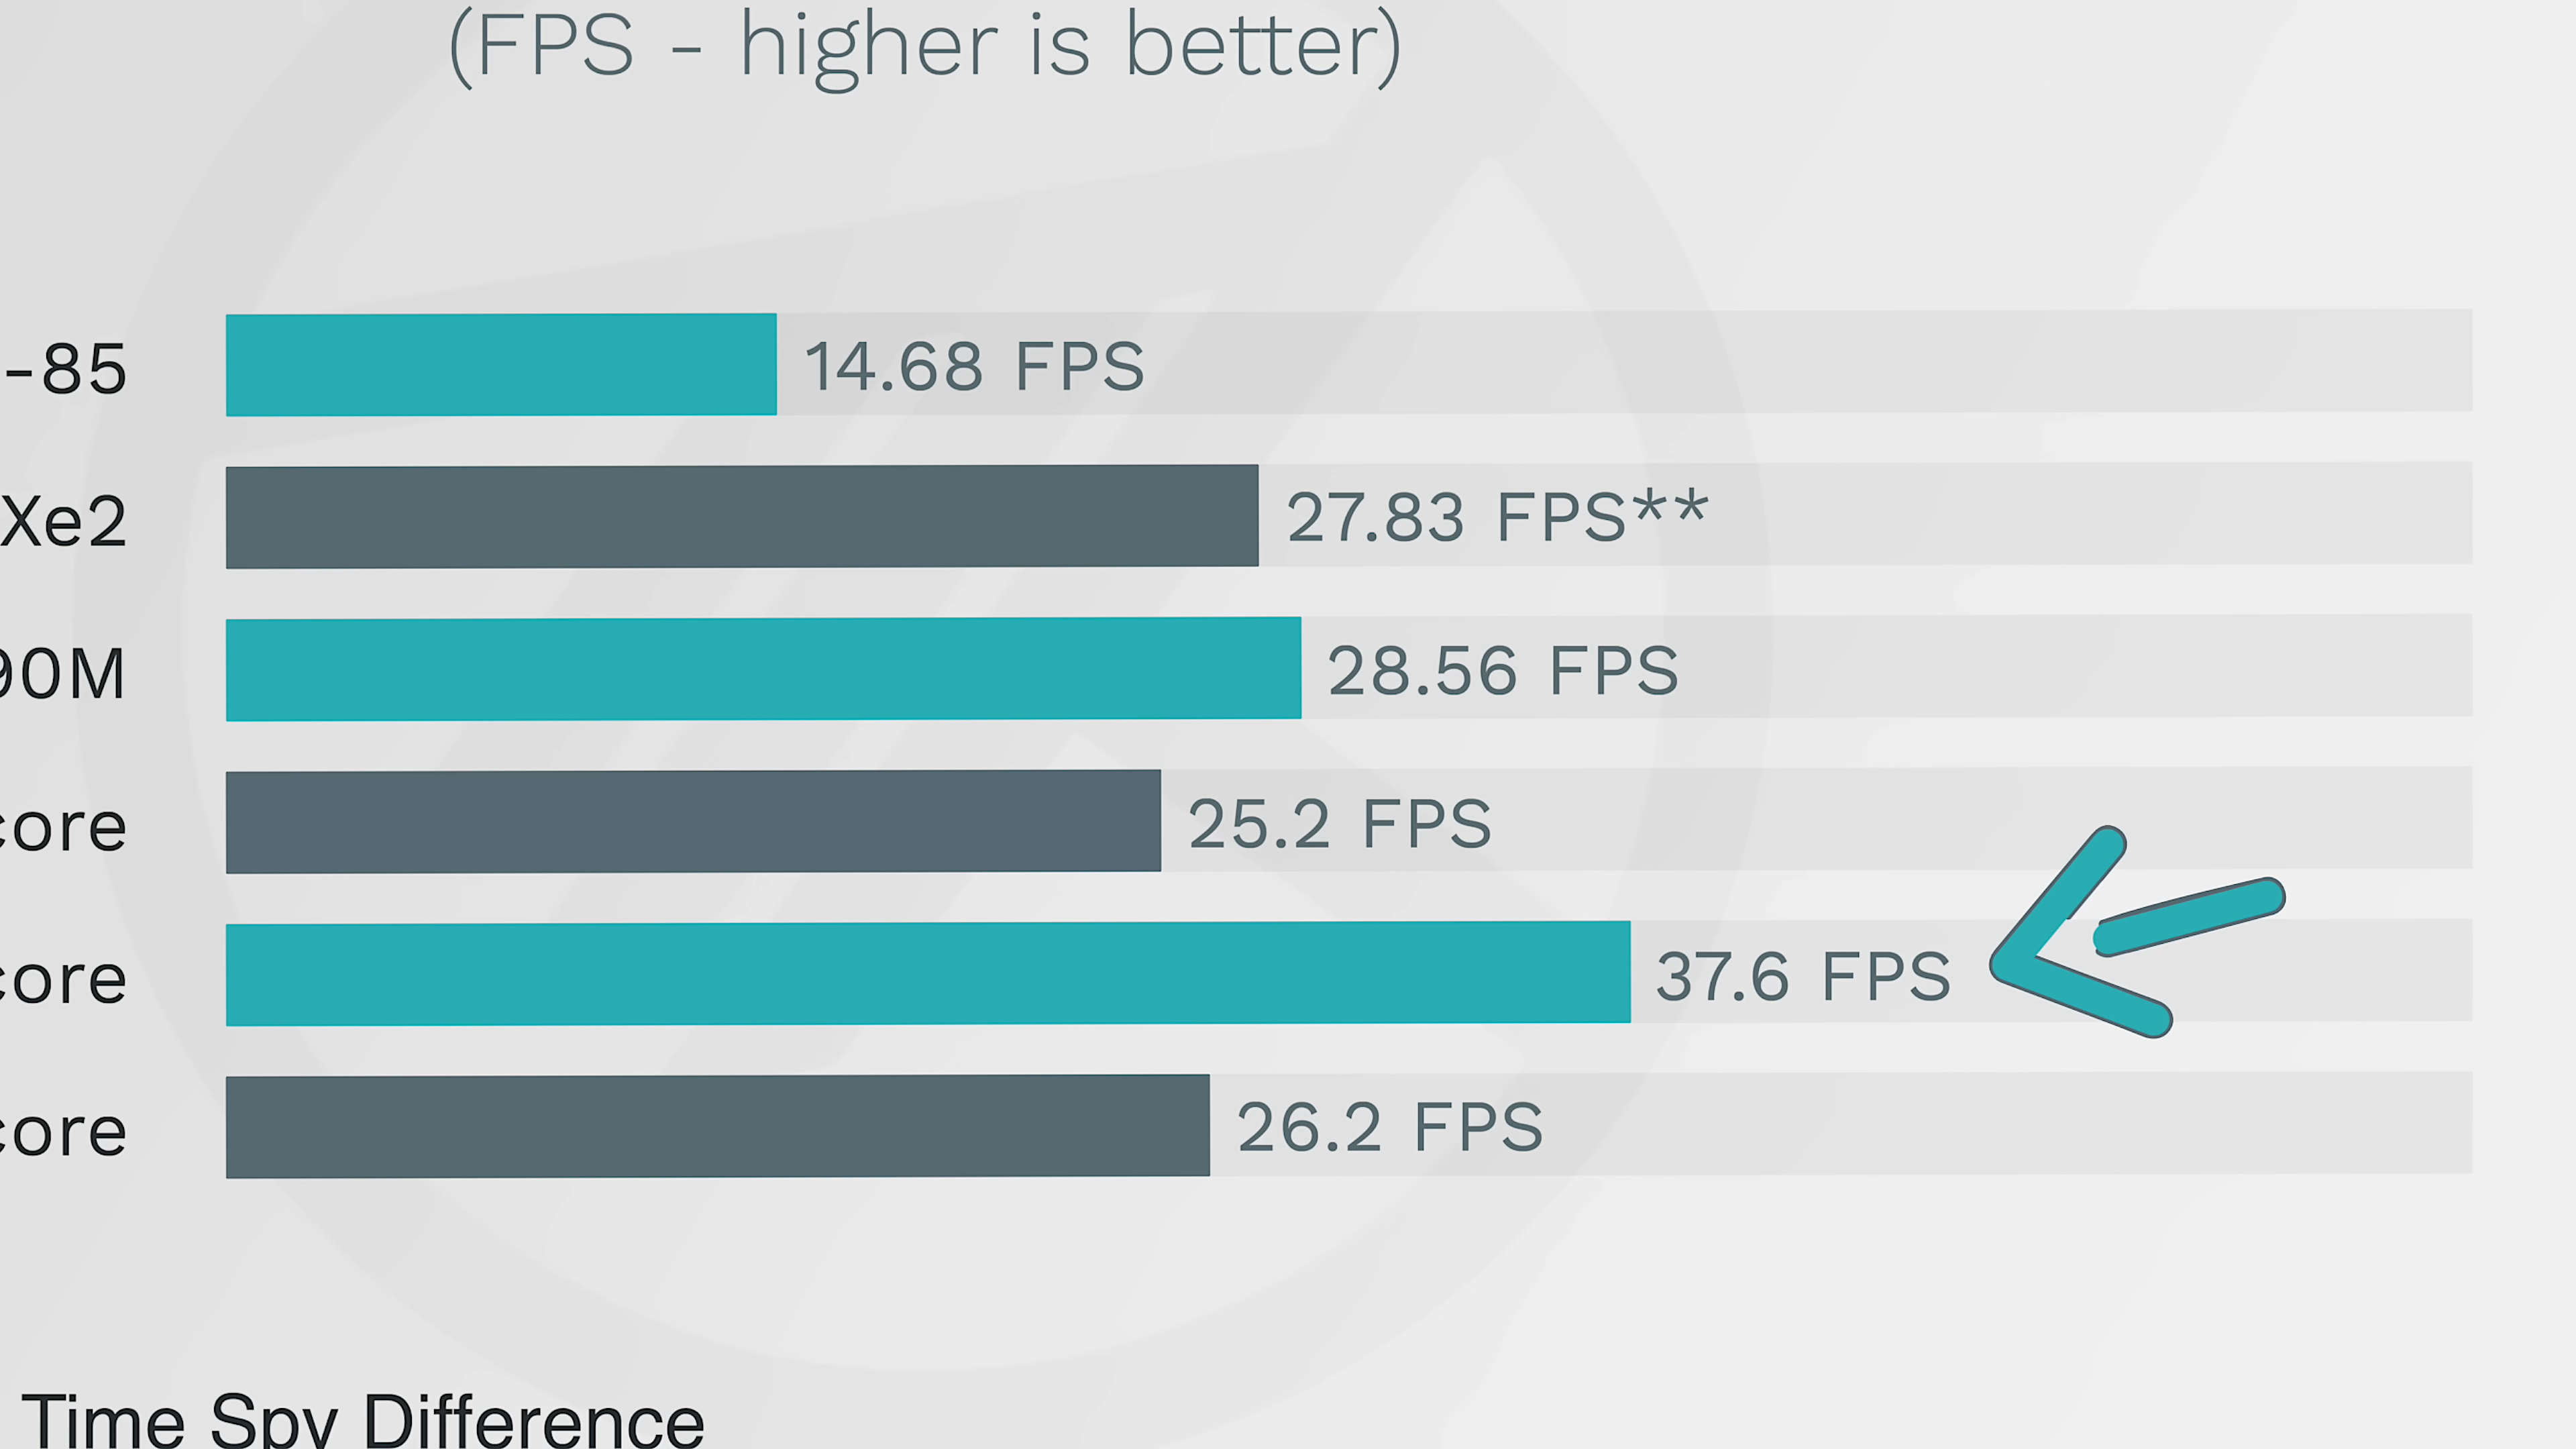 (FPS - higher is better)
-85 14.68 FPS
Xe2 27.83 FPS**
90M 28.56 FPS
core 25.2 FPS
core 37.6 FPS
core 26.2 FPS
Time Spy Difference